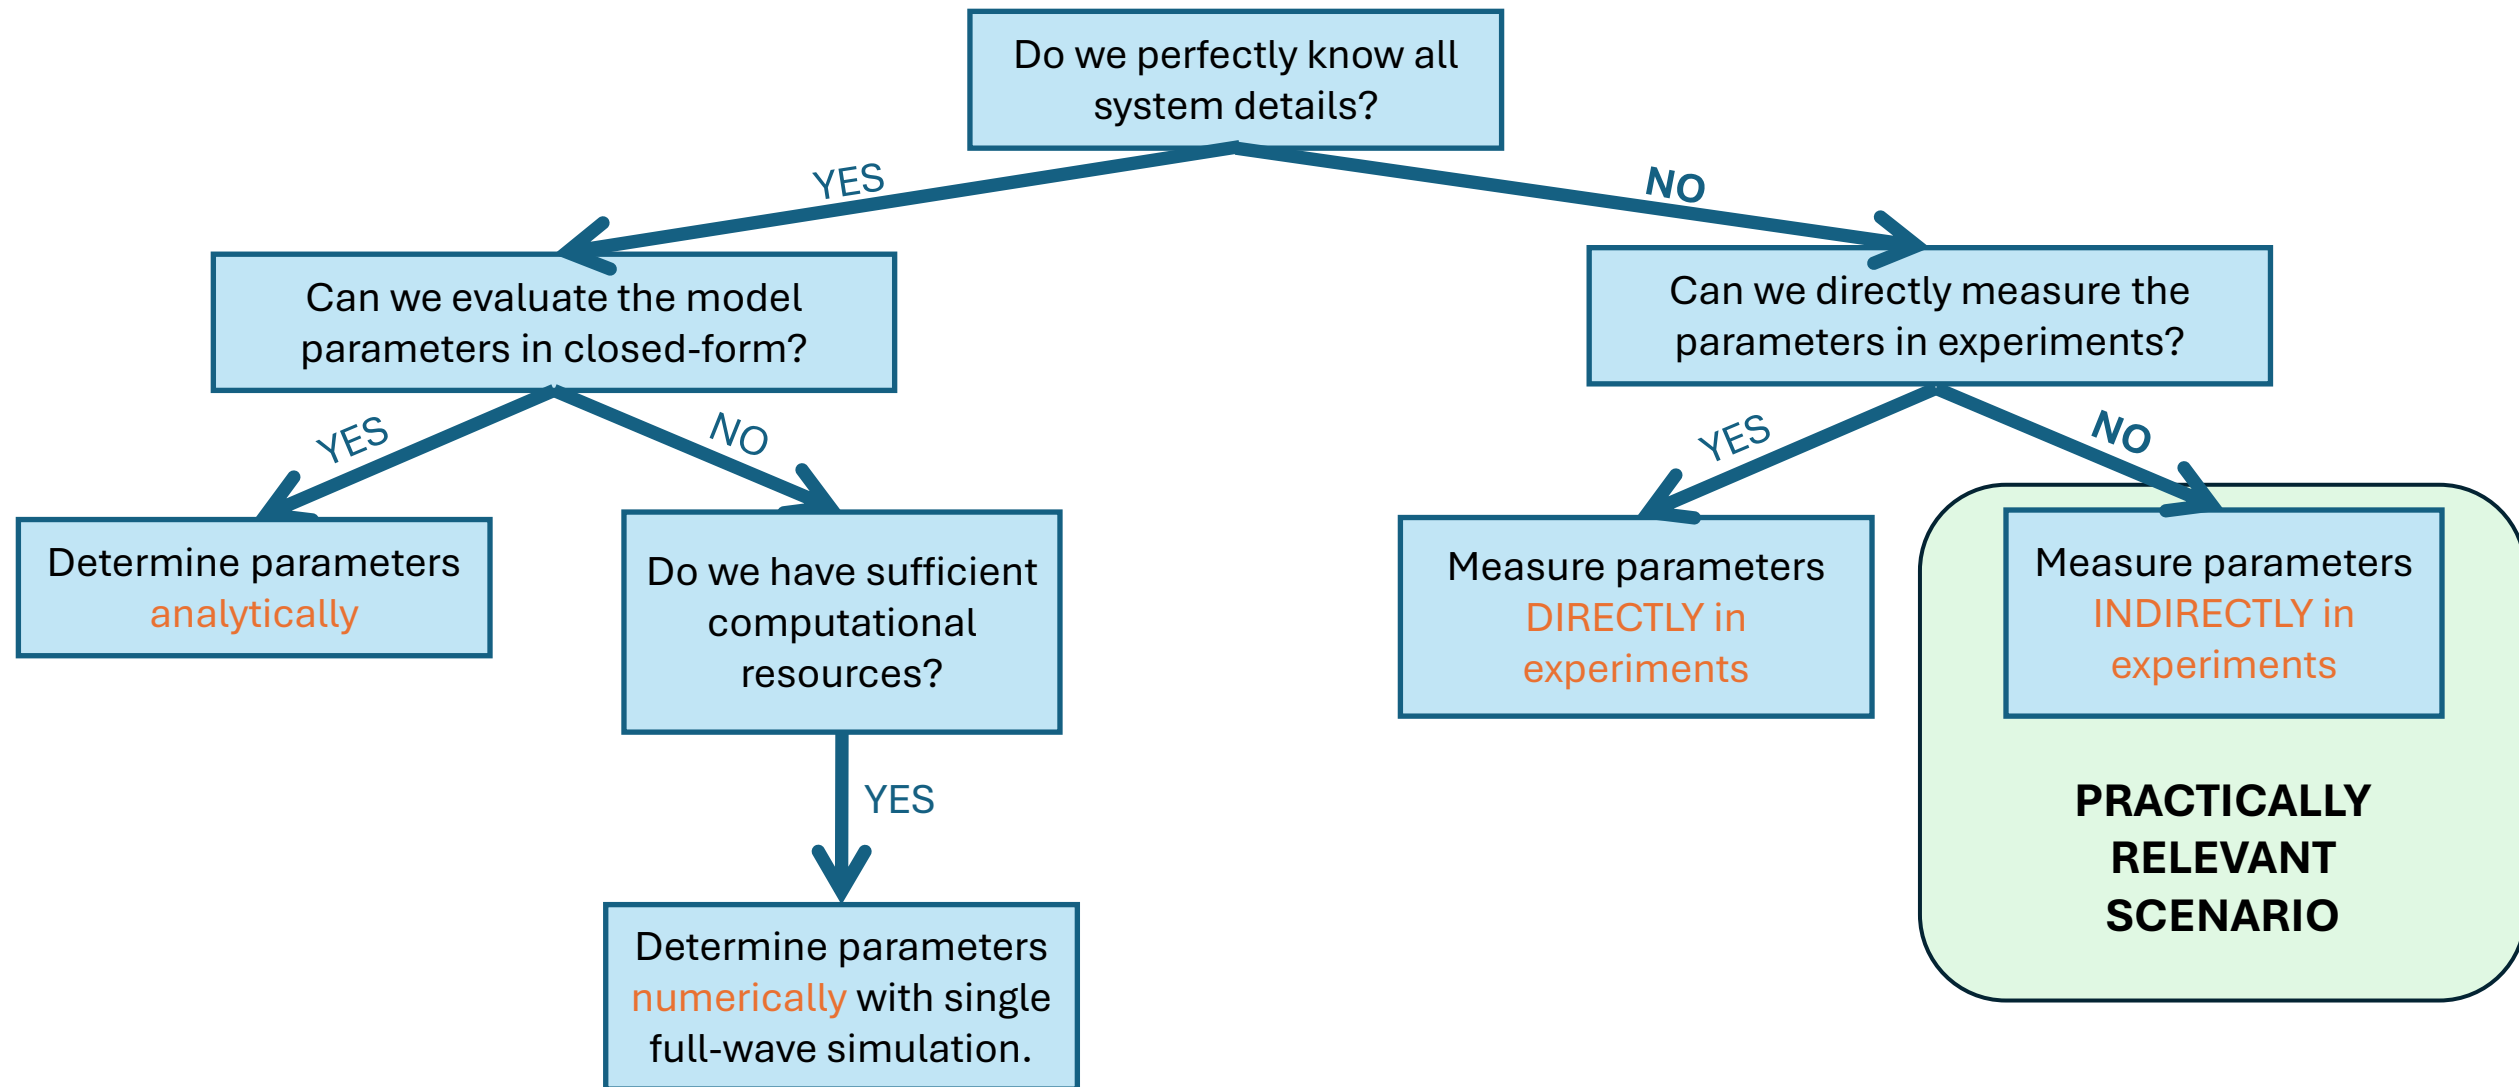 Do we perfectly know all
system details?
YES
NO
Can we evaluate the model
parameters in closed-form?
Can we directly measure the
parameters in experiments?
YES
NO
YES
NO
Determine parameters
analytically
Do we have sufficient
computational
resources?
Measure parameters
DIRECTLY in
experiments
Measure parameters
INDIRECTLY in
experiments
YES
PRACTICALLY
RELEVANT
SCENARIO
Determine parameters
numerically with single
full-wave simulation.